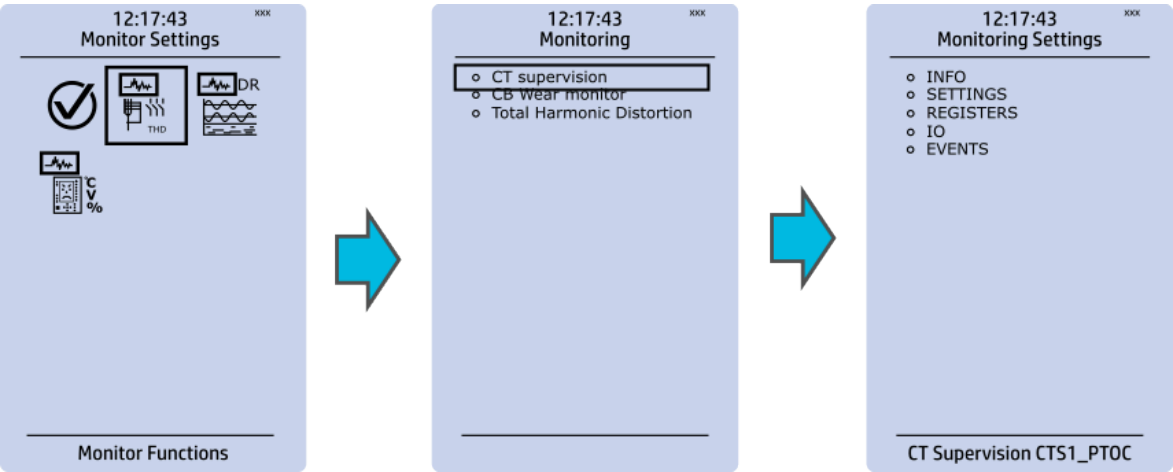 12:17:43
xxx
Monitor Settings
DR
THD
°C
V
%
Monitor Functions
12:17:43
xxx
Monitoring
CT supervision
CB Wear monitor
Total Harmonic Distortion
12:17:43
xxx
Monitoring Settings
INFO
SETTINGS
REGISTERS
IO
EVENTS
CT Supervision CTS1_PTOC